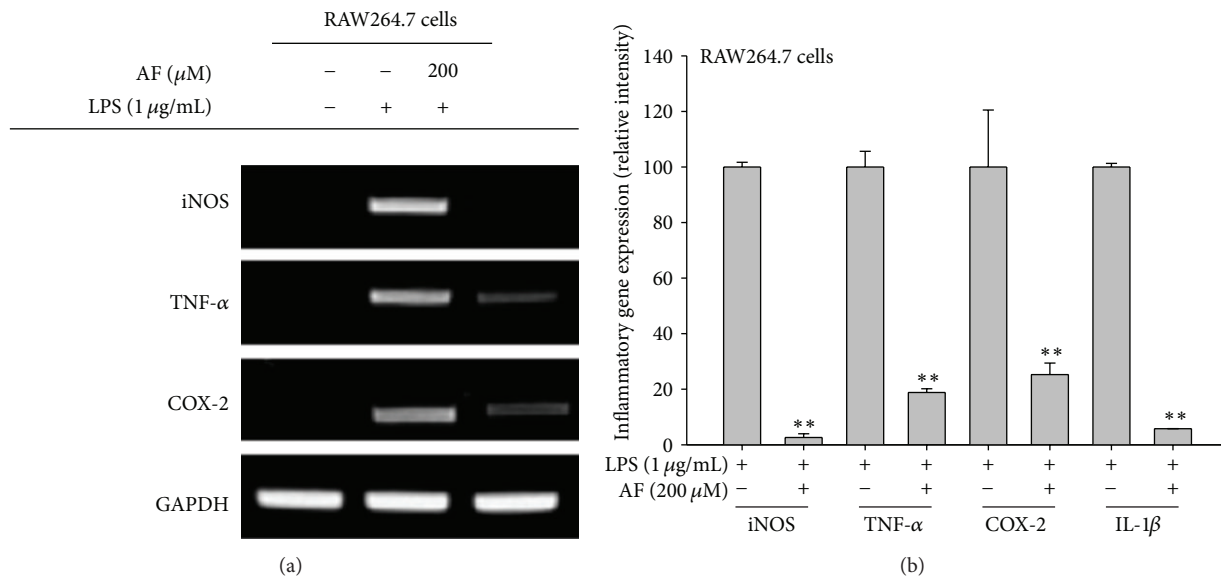 RAW264.7 cells
AF (μM) − − 200
LPS (1 μg/mL) − + +
iNOS
TNF-α
COX-2
GAPDH
(a)
Inflammatory gene expression (relative intensity)
140
120
100
80
60
40
20
0
RAW264.7 cells
** ** ** **
LPS (1 μg/mL) + + + + + + + +
AF (200 μM) − + − + − + − +
iNOS TNF-α COX-2 IL-1β
(b)